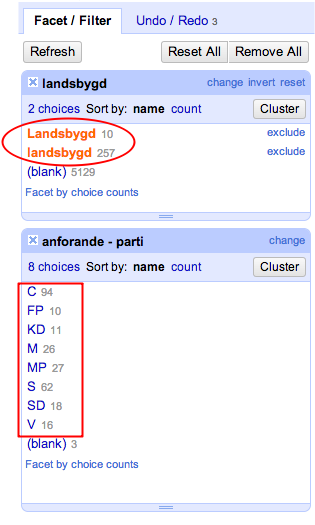 Facet / Filter Undo / Redo 3
Refresh Reset All Remove All
landsbygd change invert reset
2 choices Sort by: name count Cluster
Landsbygd 10 exclude
landsbygd 257 exclude
(blank) 5129
Facet by choice counts
anforande - parti change
8 choices Sort by: name count Cluster
C 94
FP 10
KD 11
M 26
MP 27
S 62
SD 18
V 16
(blank) 3
Facet by choice counts